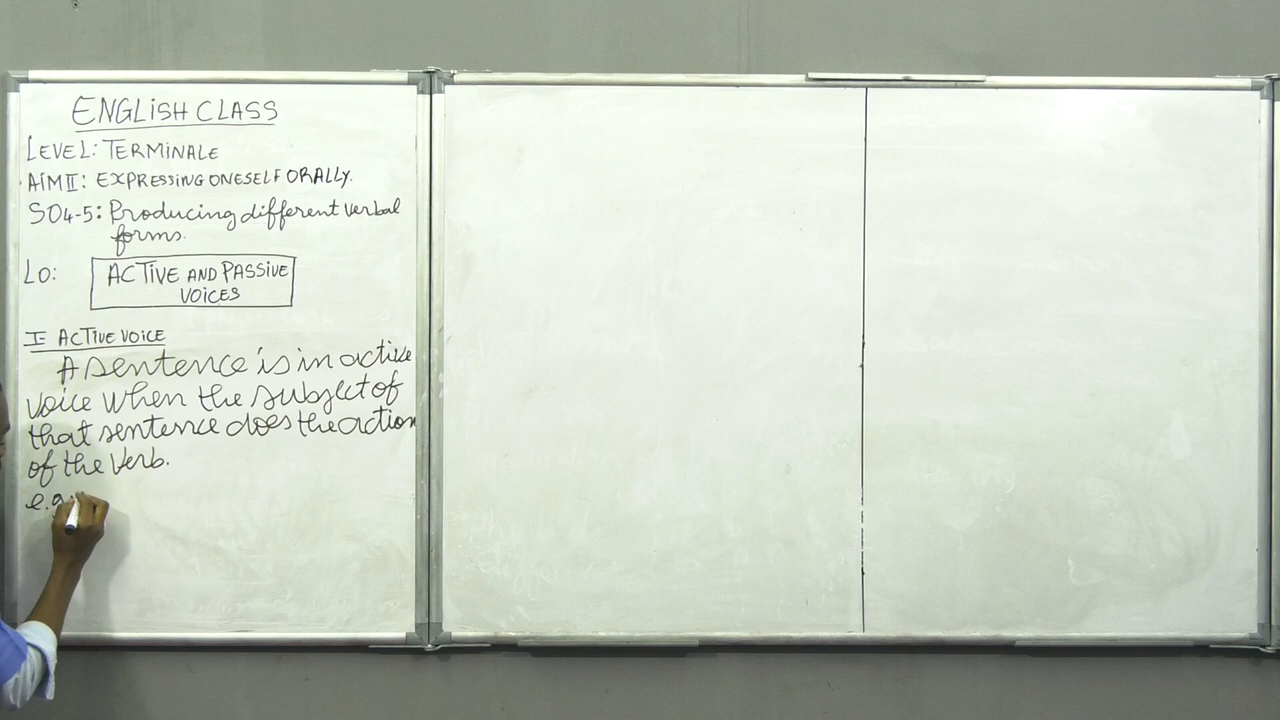 ENGLISH CLASS
LEVEL: TERMINALE
AIM II: EXPRESSING ONESELF ORALLY.
SO4-5: Producing different verbal
forms.
LO: ACTIVE AND PASSIVE
VOICES
I- ACTIVE VOICE
A sentence is in active
voice when the subject of
that sentence does the action
of the verb.
e.g